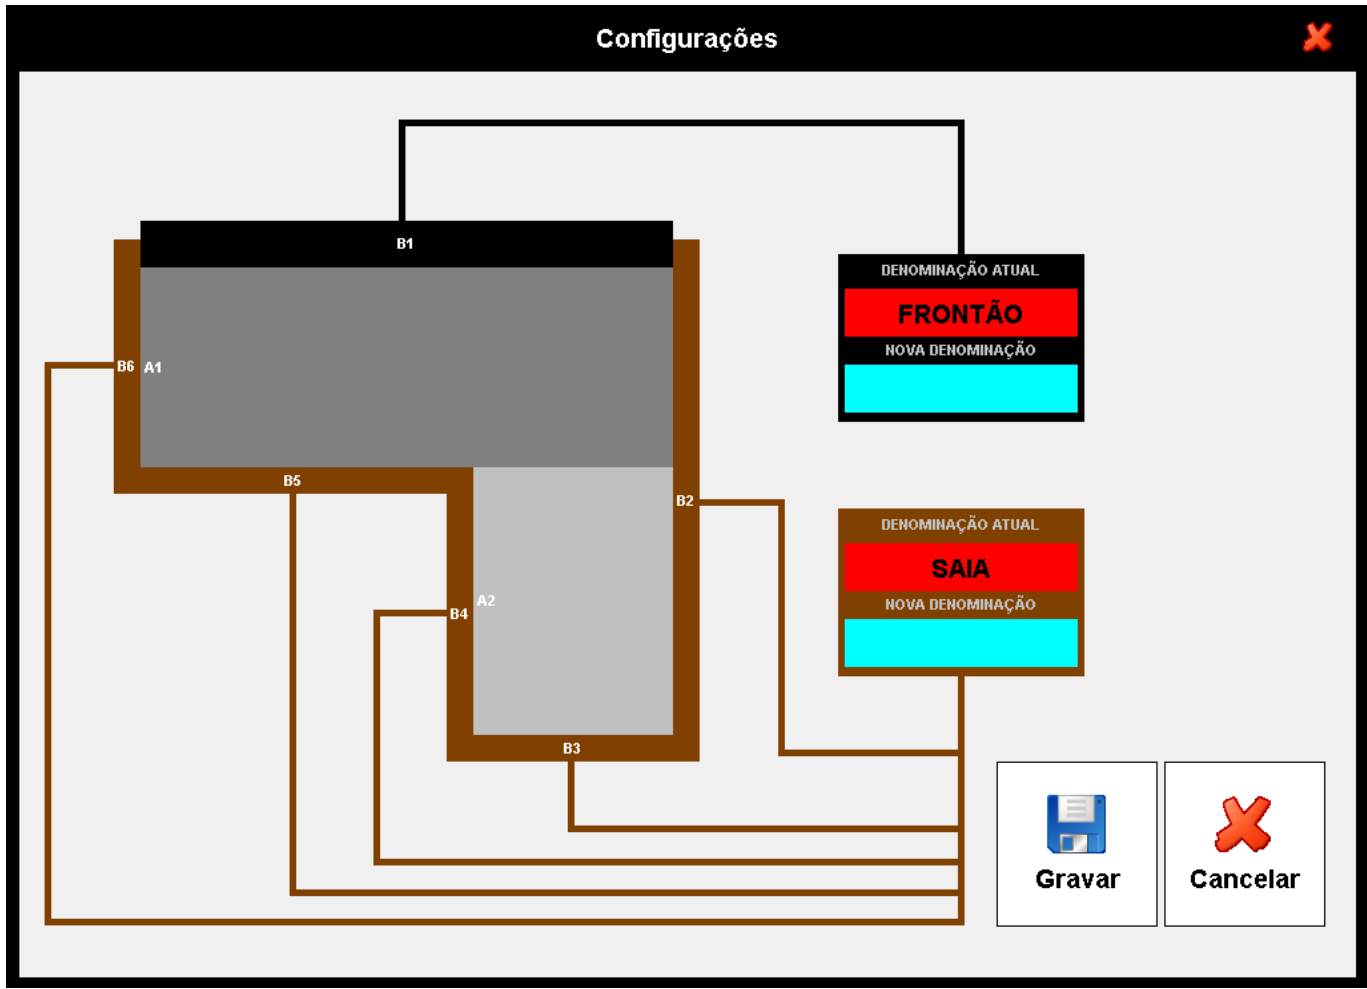 Configurações
B1
DENOMINAÇÃO ATUAL
FRONTÃO
NOVA DENOMINAÇÃO
B6 A1
B5
B2
DENOMINAÇÃO ATUAL
SAIA
NOVA DENOMINAÇÃO
A2
B4
B3
Gravar
Cancelar